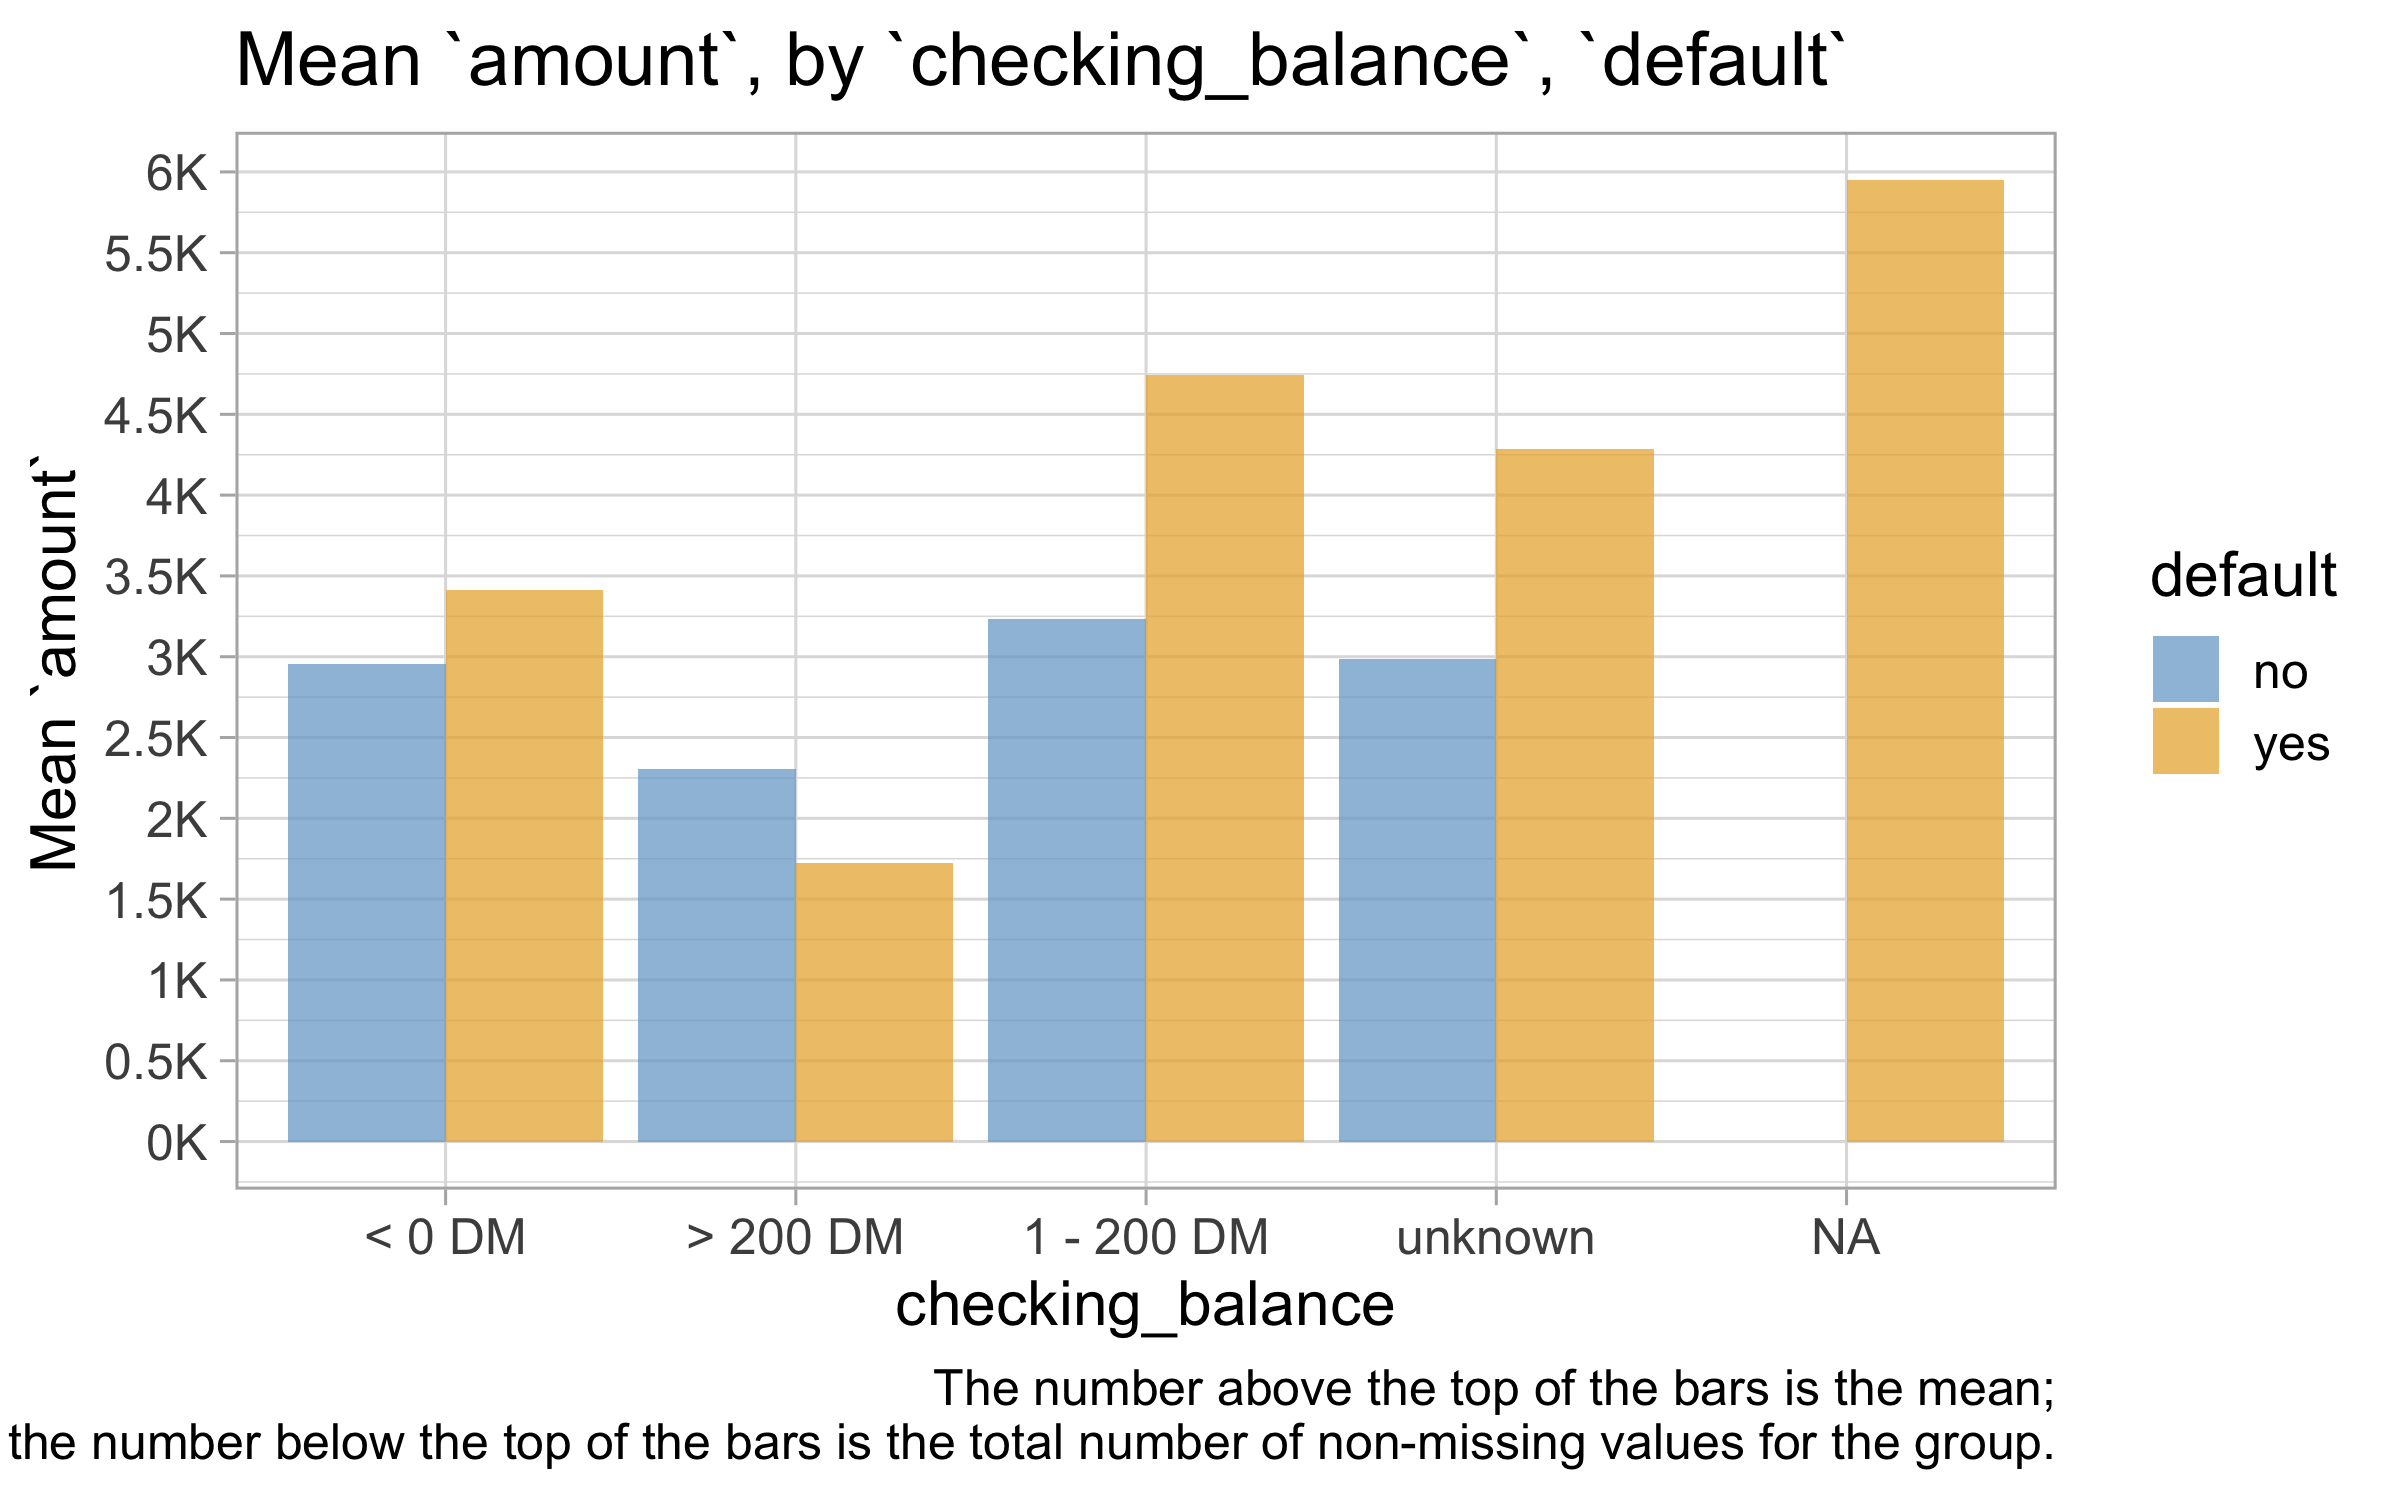 Mean `amount`, by `checking_balance`, `default`
6K
5.5K
5K
4.5K
4K
3.5K
3K
2.5K
2K
1.5K
1K
0.5K
0K
Mean `amount`
< 0 DM
> 200 DM
1 - 200 DM
unknown
NA
checking_balance
default
no
yes
The number above the top of the bars is the mean;
the number below the top of the bars is the total number of non-missing values for the group.